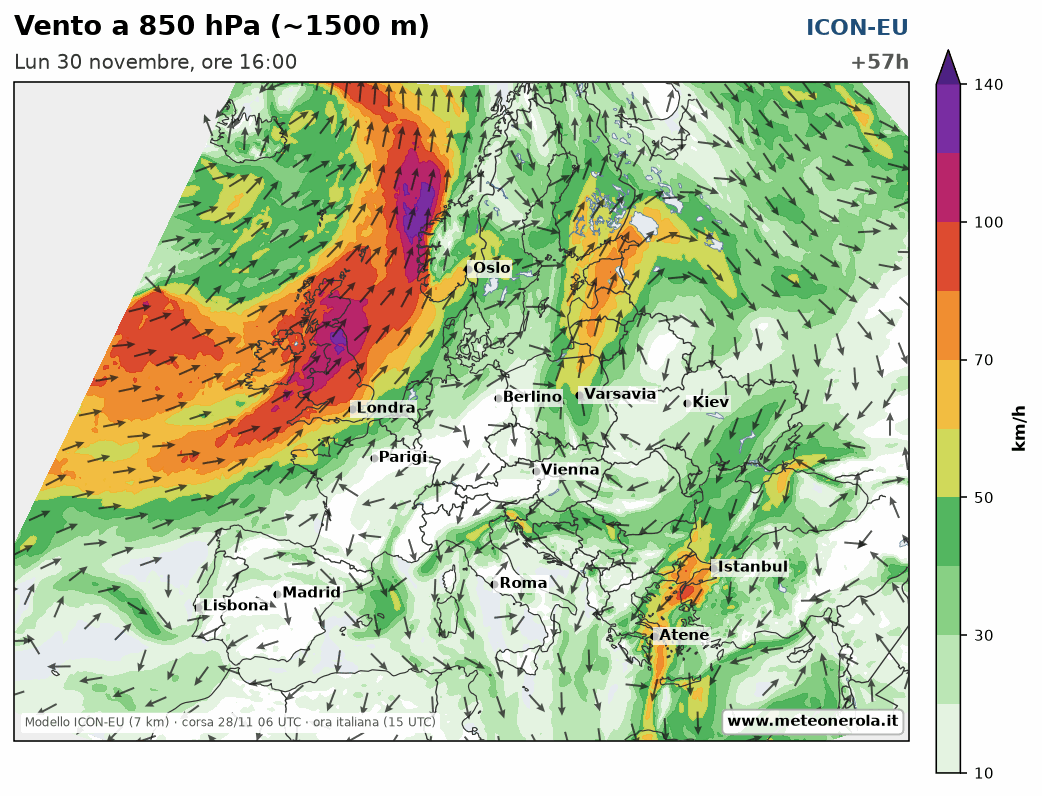 Vento a 850 hPa (~1500 m)
ICON-EU
Lun 30 novembre, ore 16:00
+57h
140
100
70
50
30
10
km/h
Oslo
Berlino
Varsavia
Kiev
Londra
Parigi
Vienna
Istanbul
Roma
Madrid
Lisbona
Atene
Modello ICON-EU (7 km) · corsa 28/11 06 UTC · ora italiana (15 UTC)
www.meteonerola.it